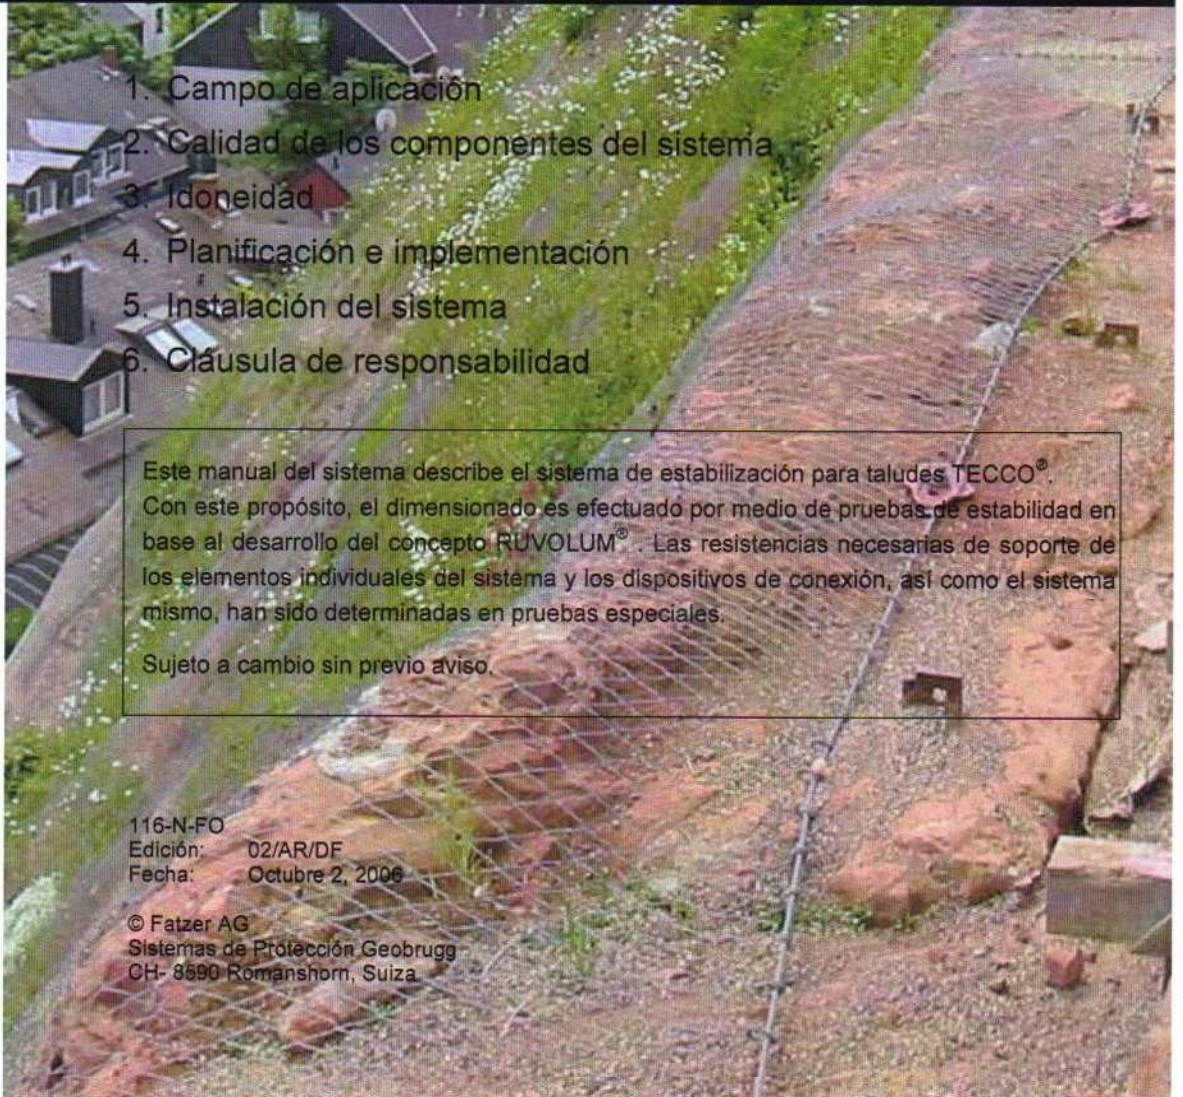 1. Campo de aplicación
2. Calidad de los componentes del sistema
3. Idoneidad
4. Planificación e implementación
5. Instalación del sistema
6. Cláusula de responsabilidad
Este manual del sistema describe el sistema de estabilización para taludes TECCO®.
Con este propósito, el dimensionado es efectuado por medio de pruebas de estabilidad en
base al desarrollo del concepto RUVOLUM® . Las resistencias necesarias de soporte de
los elementos individuales del sistema y los dispositivos de conexión, así como el sistema
mismo, han sido determinadas en pruebas especiales.
Sujeto a cambio sin previo aviso.
116-N-FO
Edición: 02/AR/DF
Fecha: Octubre 2, 2006
© Fatzer AG
Sistemas de Protección Geobrugg
CH- 8590 Romanshorn, Suiza